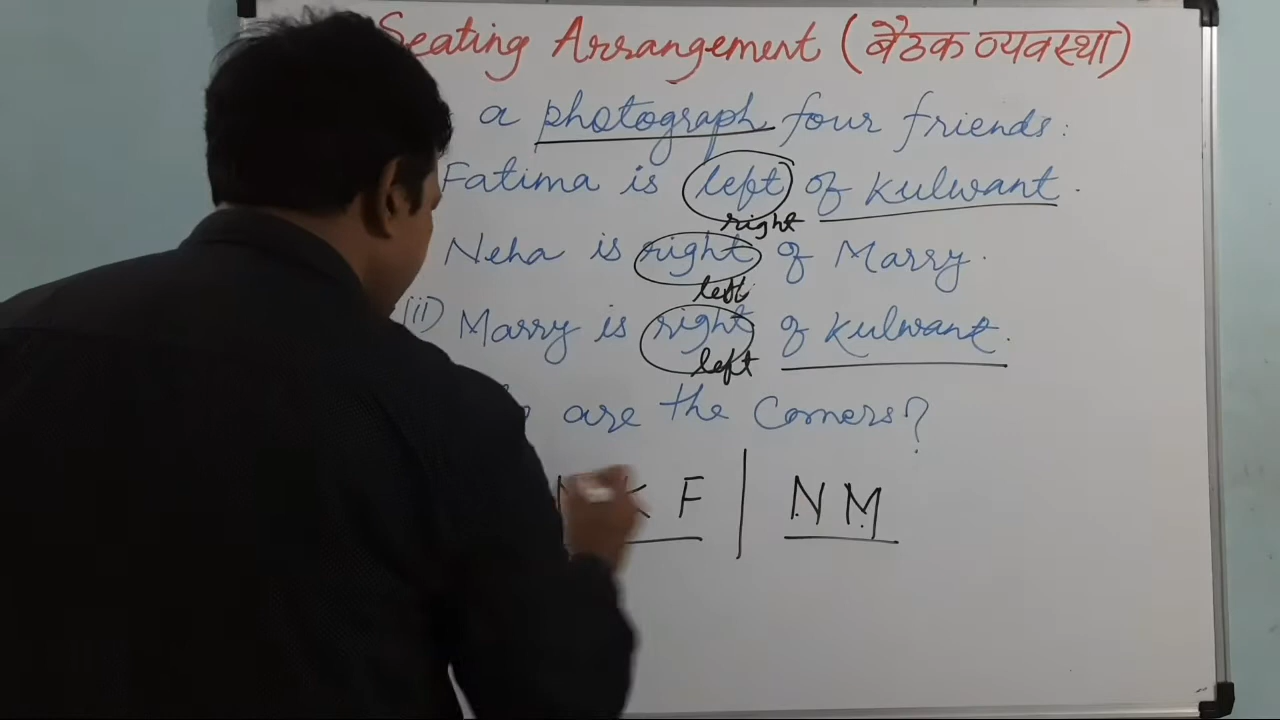 Seating Arrangement (बैठक व्यवस्था)
a photograph four friends:
Fatima is left of Kulwant.
right
Neha is right of Marry.
left
(ii) Marry is right of Kulwant.
left
are the Corners?
K F | N M